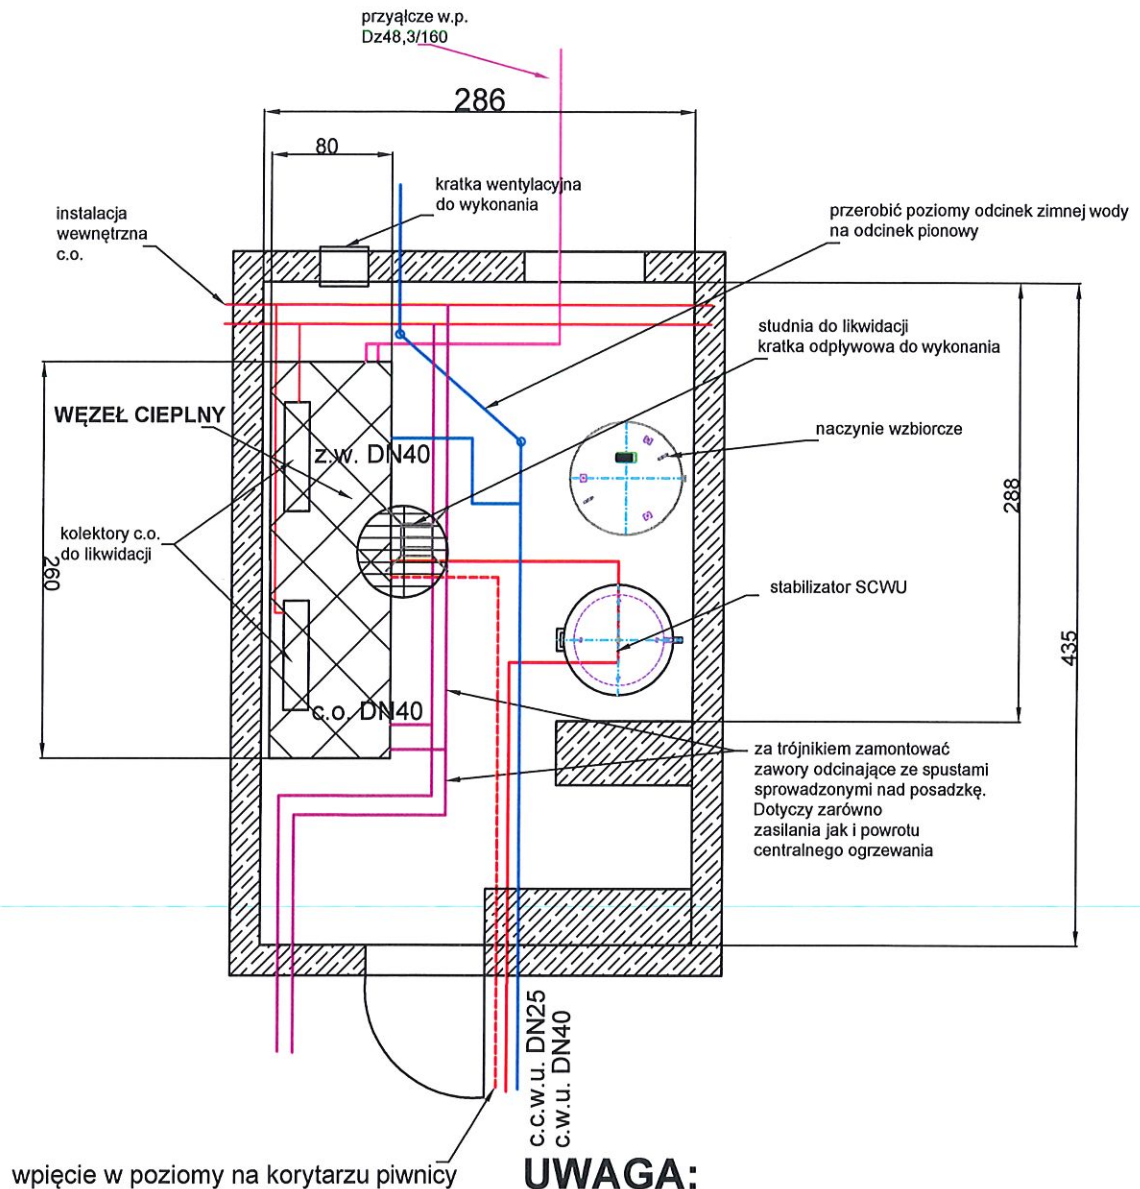 przyąłcze w.p.
Dz48,3/160
286
80
kratka wentylacyjna
do wykonania
instalacja
wewnętrzna
c.o.
przerobić poziomy odcinek zimnej wody
na odcinek pionowy
studnia do likwidacji
kratka odpływowa do wykonania
WĘZEŁ CIEPLNY
z.w. DN40
naczynie wzbiorcze
288
kolektory c.o.
do likwidacji
260
stabilizator SCWU
435
c.o. DN40
za trójnikiem zamontować
zawory odcinające ze spustami
sprowadzonymi nad posadzkę.
Dotyczy zarówno
zasilania jak i powrotu
centralnego ogrzewania
c.c.w.u. DN25
c.w.u. DN40
wpięcie w poziomy na korytarzu piwnicy
UWAGA: